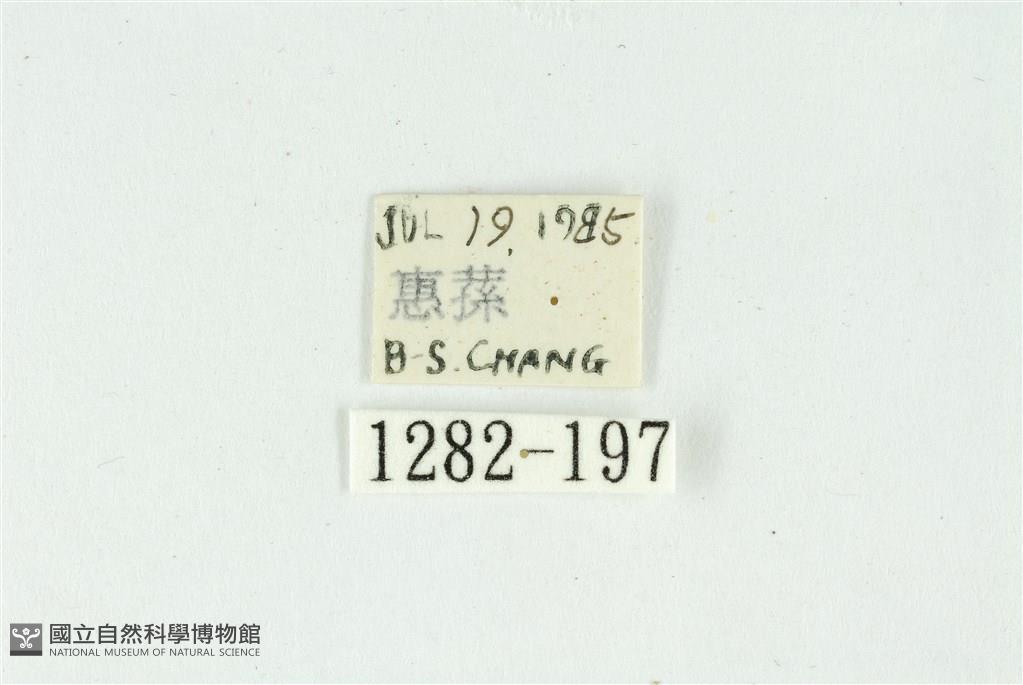 JUL 19, 1985
惠蓀
B-S. CHANG
1282-197
國立自然科學博物館
NATIONAL MUSEUM OF NATURAL SCIENCE